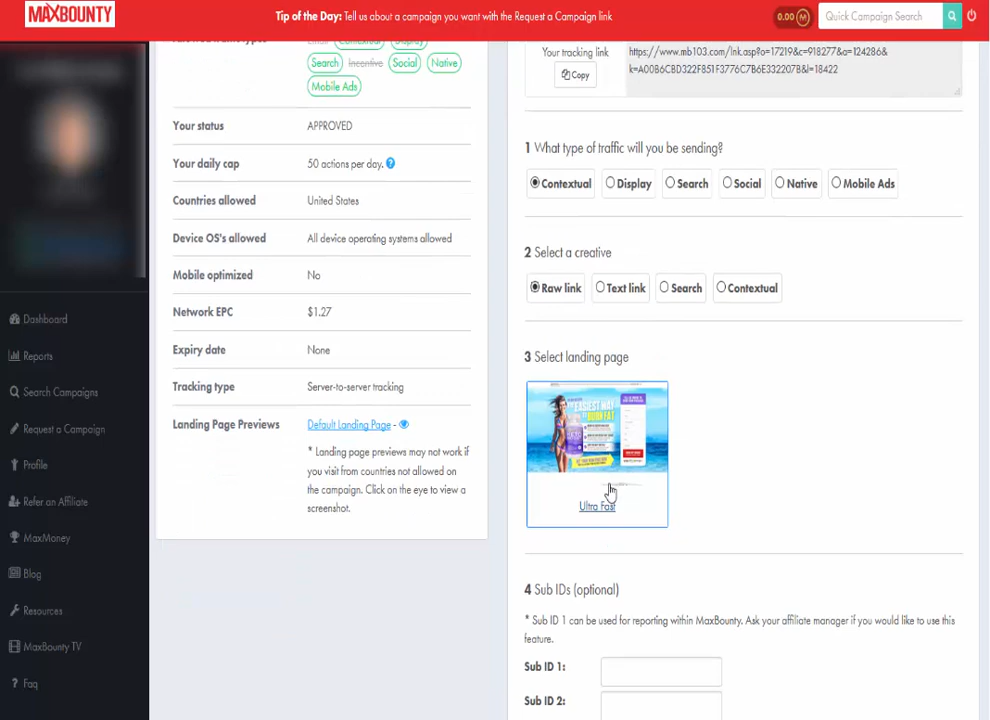 MAXBOUNTY
Tip of the Day: Tell us about a campaign you want with the Request a Campaign link
0.00 M
Quick Campaign Search
Contextual Display
Search Incentive Social Native
Mobile Ads
Your status APPROVED
Your daily cap 50 actions per day. ?
Countries allowed United States
Device OS's allowed All device operating systems allowed
Mobile optimized No
Network EPC $1.27
Expiry date None
Tracking type Server-to-server tracking
Landing Page Previews Default Landing Page -
* Landing page previews may not work if
you visit from countries not allowed on
the campaign. Click on the eye to view a
screenshot.
Your tracking link
Copy
https://www.mb103.com/lnk.asp?o=17219&c=918277&a=124286&
k=A00B6CBD322F851F3776C7B6E332207B&l=18422
1 What type of traffic will you be sending?
Contextual Display Search Social Native Mobile Ads
2 Select a creative
Raw link Text link Search Contextual
3 Select landing page
EASIEST WAY
Ultra Fast
4 Sub IDs (optional)
* Sub ID 1 can be used for reporting within MaxBounty. Ask your affiliate manager if you would like to use this
feature.
Sub ID 1:
Sub ID 2:
Dashboard
Reports
Search Campaigns
Request a Campaign
Profile
Refer an Affiliate
MaxMoney
Blog
Resources
MaxBounty TV
? Faq